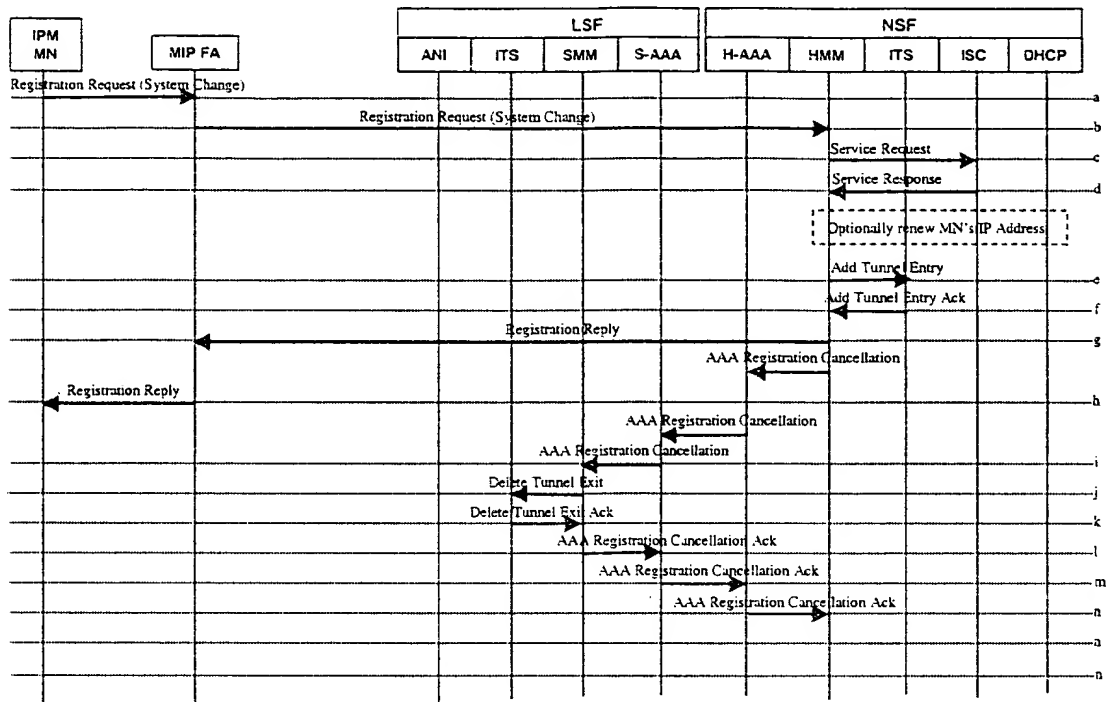 LSF
NSF
IPM
MN
MIP FA
ANI
ITS
SMM
S-AAA
H-AAA
HMM
ITS
ISC
DHCP
Registration Request (System Change)
a
Registration Request (System Change)
b
Service Request
c
Service Response
d
Optionally renew MN's IP Address
Add Tunnel Entry
e
Add Tunnel Entry Ack
f
Registration Reply
g
AAA Registration Cancellation
Registration Reply
h
AAA Registration Cancellation
AAA Registration Cancellation
i
Delete Tunnel Exit
j
Delete Tunnel Exit Ack
k
AAA Registration Cancellation Ack
l
AAA Registration Cancellation Ack
m
AAA Registration Cancellation Ack
n
n
n